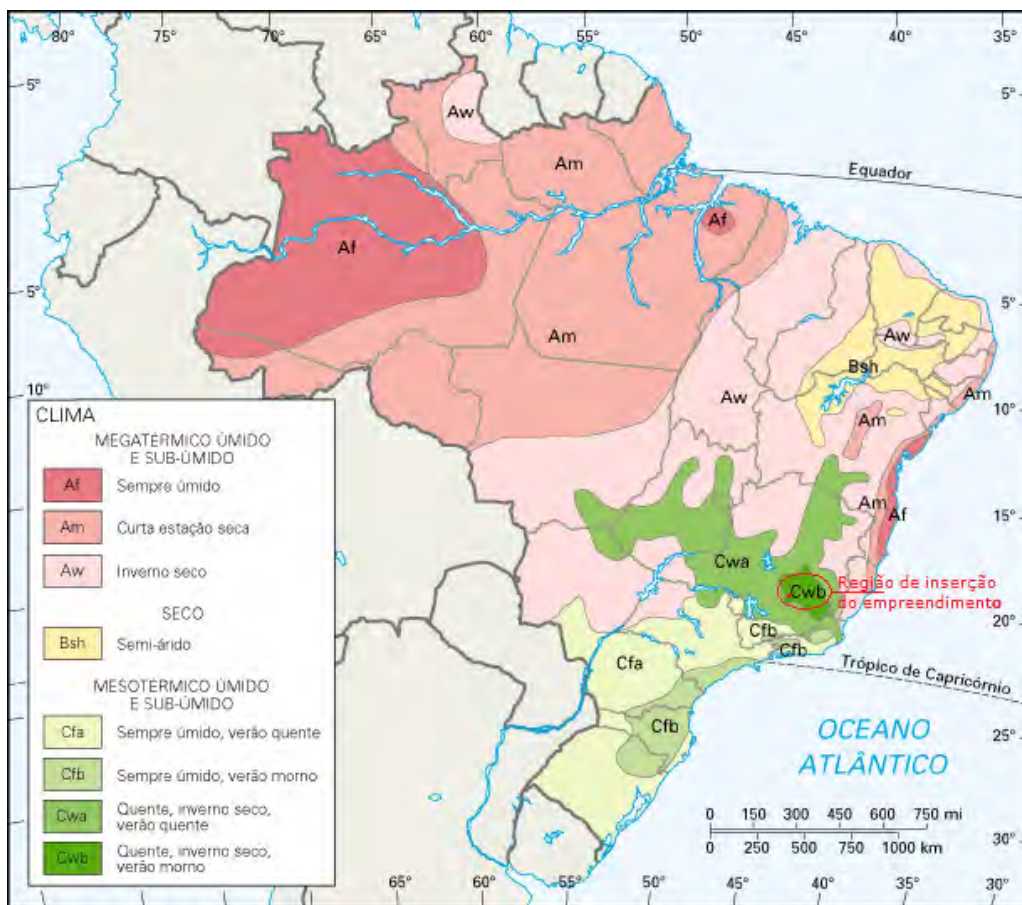 80° 75° 70° 65° 60° 55° 50° 45° 40° 35°
5°
5°
Aw
Am
Equador
Af
Af
5°
5°
Am
Aw
Bsh
10°
Aw
Am
10°
Am
CLIMA
MEGATÉRMICO ÚMIDO
E SUB-ÚMIDO
Af Sempre úmido
Am Curta estação seca
Aw Inverno seco
SECO
Bsh Semi-árido
MESOTÉRMICO ÚMIDO
E SUB-ÚMIDO
Cfa Sempre úmido, verão quente
Cfb Sempre úmido, verão morno
Cwa Quente, inverno seco,
verão quente
Cwb Quente, inverno seco,
verão morno
Am
Af
15°
Cwa
Cwb
Região de inserção
do empreendimento
20°
Cfb
Cfb
Cfa
Trópico de Capricórnio
Cfb
25°
OCEANO
ATLÂNTICO
0 150 300 450 600 750 mi
0 250 500 750 1000 km
30°
65° 60° 55° 50° 45° 40° 35° 30°